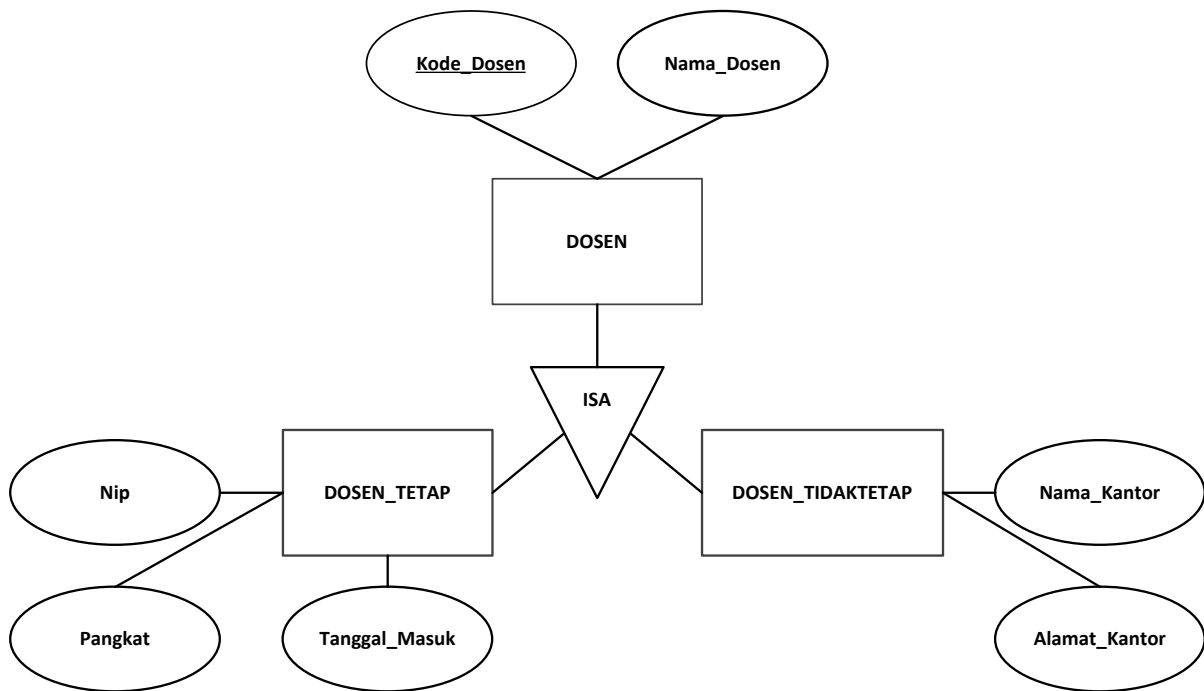 Kode_Dosen
Nama_Dosen
DOSEN
ISA
Nip
DOSEN_TETAP
DOSEN_TIDAKTETAP
Nama_Kantor
Pangkat
Tanggal_Masuk
Alamat_Kantor